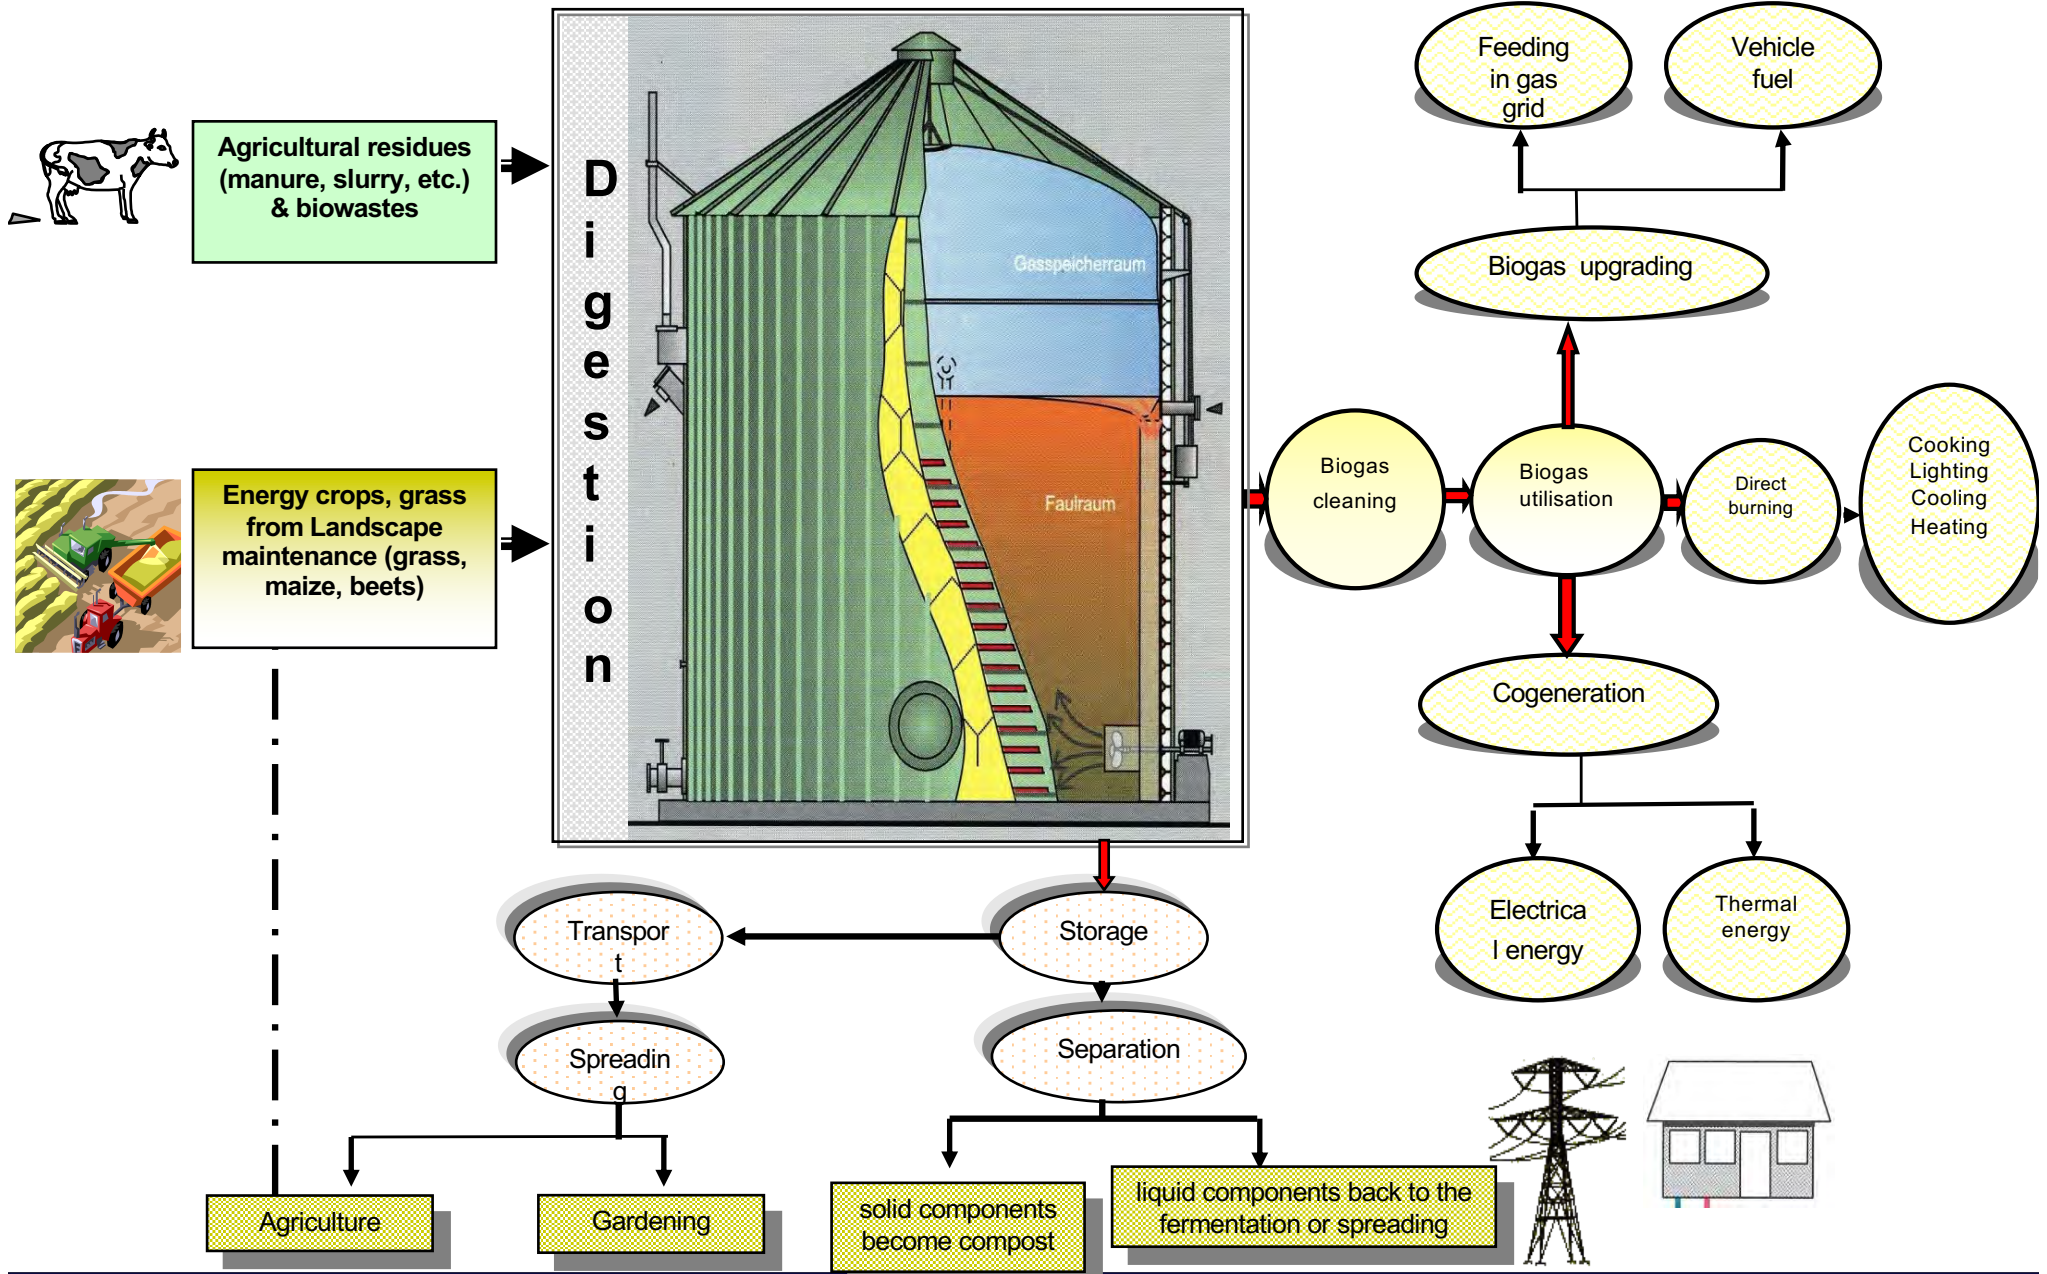 Agricultural residues
(manure, slurry, etc.)
& biowastes
Energy crops, grass
from Landscape
maintenance (grass,
maize, beets)
Digestion
Gasspeicherraum
Faulraum
Feeding
in gas
grid
Vehicle
fuel
Biogas upgrading
Biogas
cleaning
Biogas
utilisation
Direct
burning
Cooking
Lighting
Cooling
Heating
Cogeneration
Electrica
l energy
Thermal
energy
Transpor
t
Storage
Spreadin
g
Separation
Agriculture
Gardening
solid components
become compost
liquid components back to the
fermentation or spreading